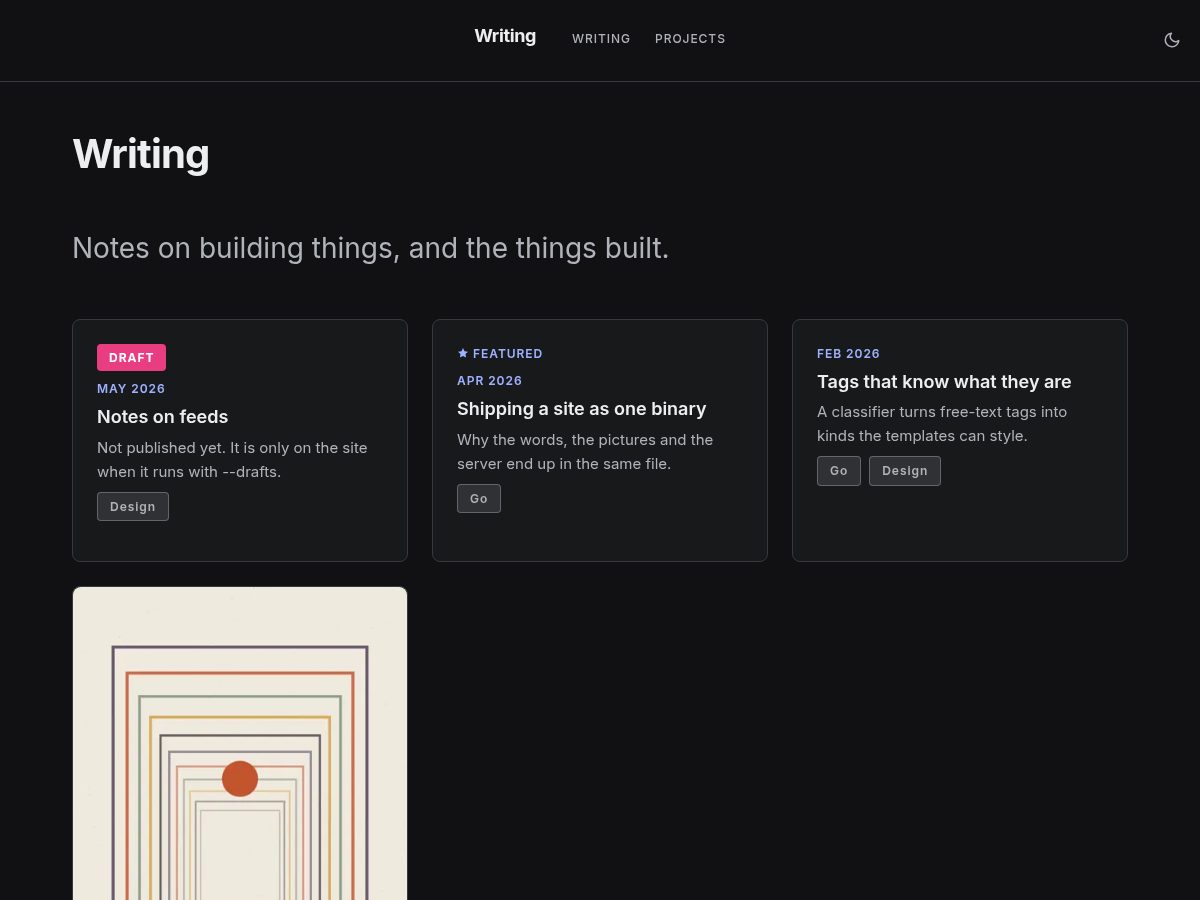 Writing
WRITING
PROJECTS
Writing
Notes on building things, and the things built.
DRAFT
MAY 2026
Notes on feeds
Not published yet. It is only on the site
when it runs with --drafts.
Design
FEATURED
APR 2026
Shipping a site as one binary
Why the words, the pictures and the
server end up in the same file.
Go
FEB 2026
Tags that know what they are
A classifier turns free-text tags into
kinds the templates can style.
Go
Design